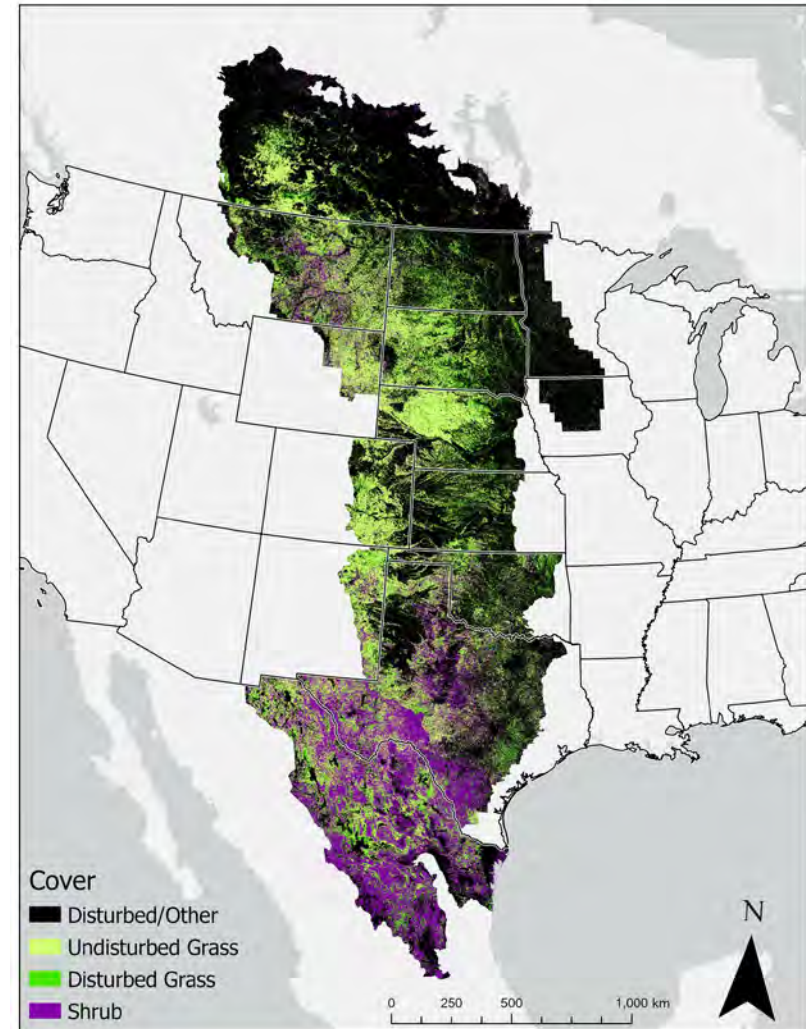 Cover
Disturbed/Other
Undisturbed Grass
Disturbed Grass
Shrub
N
0 250 500 1,000 km